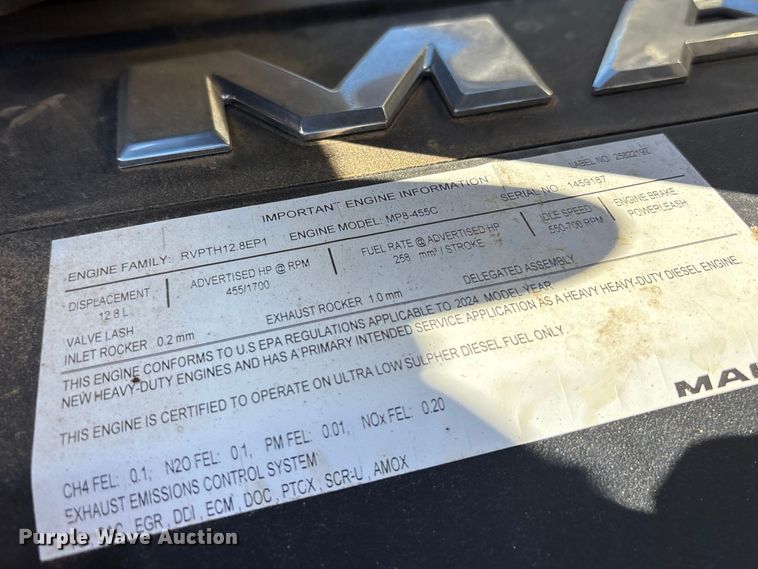 MA
IMPORTANT ENGINE INFORMATION LABEL NO 25822192
ENGINE FAMILY: RVPTH12.8EP1 ENGINE MODEL: MP8-455C SERIAL NO: 1459187
DISPLACEMENT ADVERTISED HP @ RPM FUEL RATE @ ADVERTISED HP IDLE SPEED ENGINE BRAKE
12.8 L 455/1700 258 mm³ / STROKE 550-700 RPM POWERLEASH
VALVE LASH DELEGATED ASSEMBLY
INLET ROCKER 0.2 mm EXHAUST ROCKER 1.0 mm
THIS ENGINE CONFORMS TO U.S EPA REGULATIONS APPLICABLE TO 2024 MODEL YEAR
NEW HEAVY-DUTY ENGINES AND HAS A PRIMARY INTENDED SERVICE APPLICATION AS A HEAVY HEAVY-DUTY DIESEL ENGINE.
THIS ENGINE IS CERTIFIED TO OPERATE ON ULTRA LOW SULPHER DIESEL FUEL ONLY
MA
CH4 FEL: 0.1, N2O FEL: 0.1, PM FEL: 0.01, NOx FEL: 0.20
EXHAUST EMISSIONS CONTROL SYSTEM
EGR, DDI, ECM, DOC, PTOX, SCR-U, AMOX
Purple Wave Auction